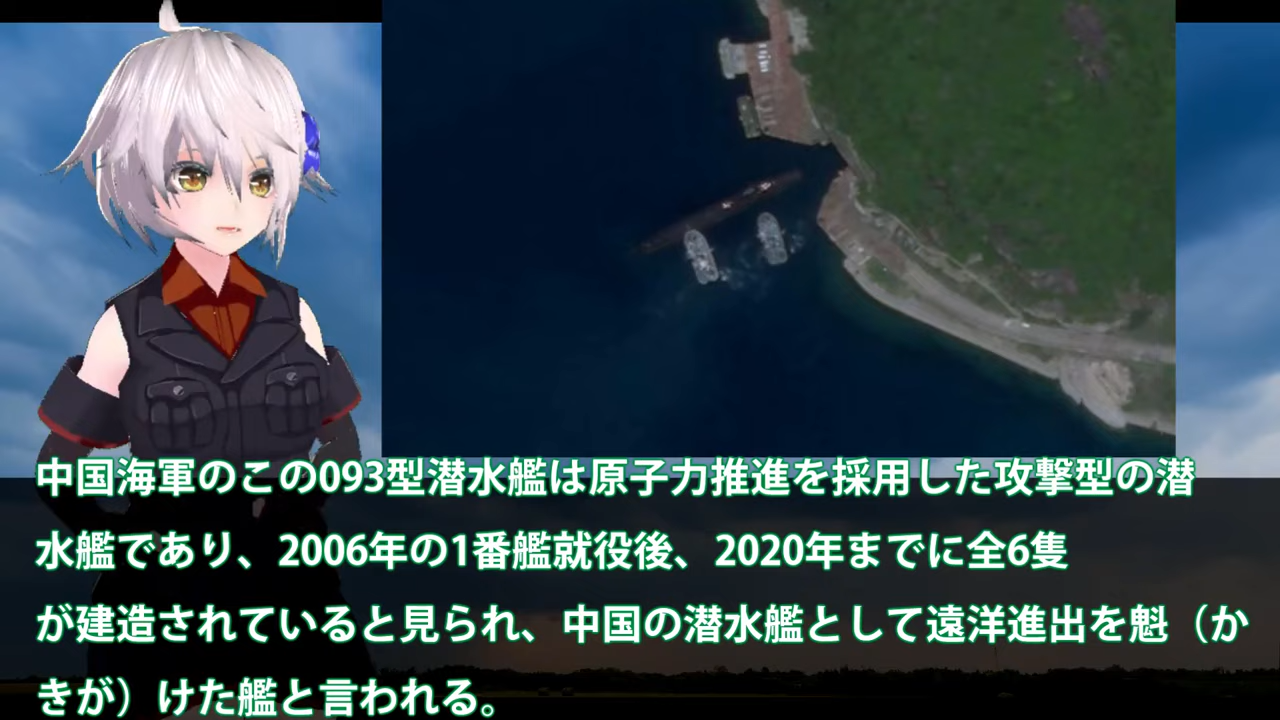 中国海軍のこの093型潜水艦は原子力推進を採用した攻撃型の潜
水艦であり、2006年の1番艦就役後、2020年までに全6隻
が建造されていると見られ、中国の潜水艦として遠洋進出を魁（か
きが）けた艦と言われる。